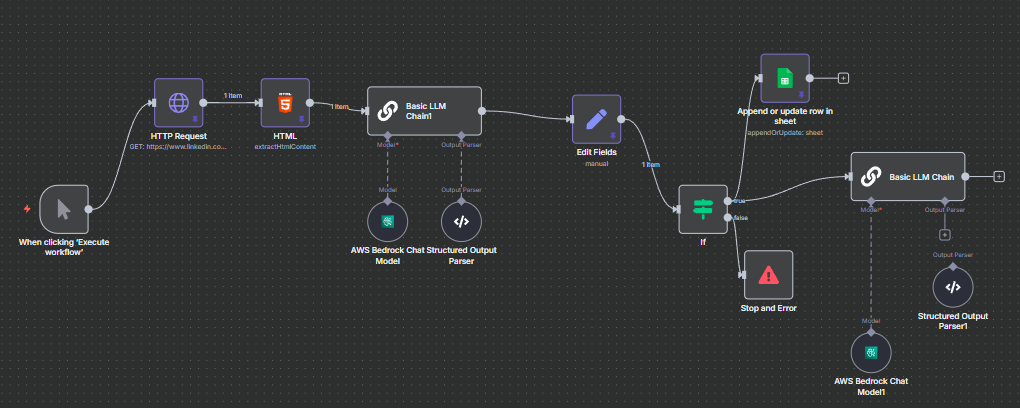 1 item
HTTP Request
GET: https://www.linkedin.co...
HTML
HTML
extractHtmlContent
1 item
Basic LLM
Chain1
Model*
Output Parser
Model
Output Parser
AWS Bedrock Chat
Model
Structured Output
Parser
When clicking 'Execute
workflow'
Edit Fields
manual
1 item
If
true
false
Append or update row in
sheet
appendOrUpdate: sheet
Basic LLM Chain
Model*
Output Parser
Output Parser
Structured Output
Parser1
Model
AWS Bedrock Chat
Model1
Stop and Error